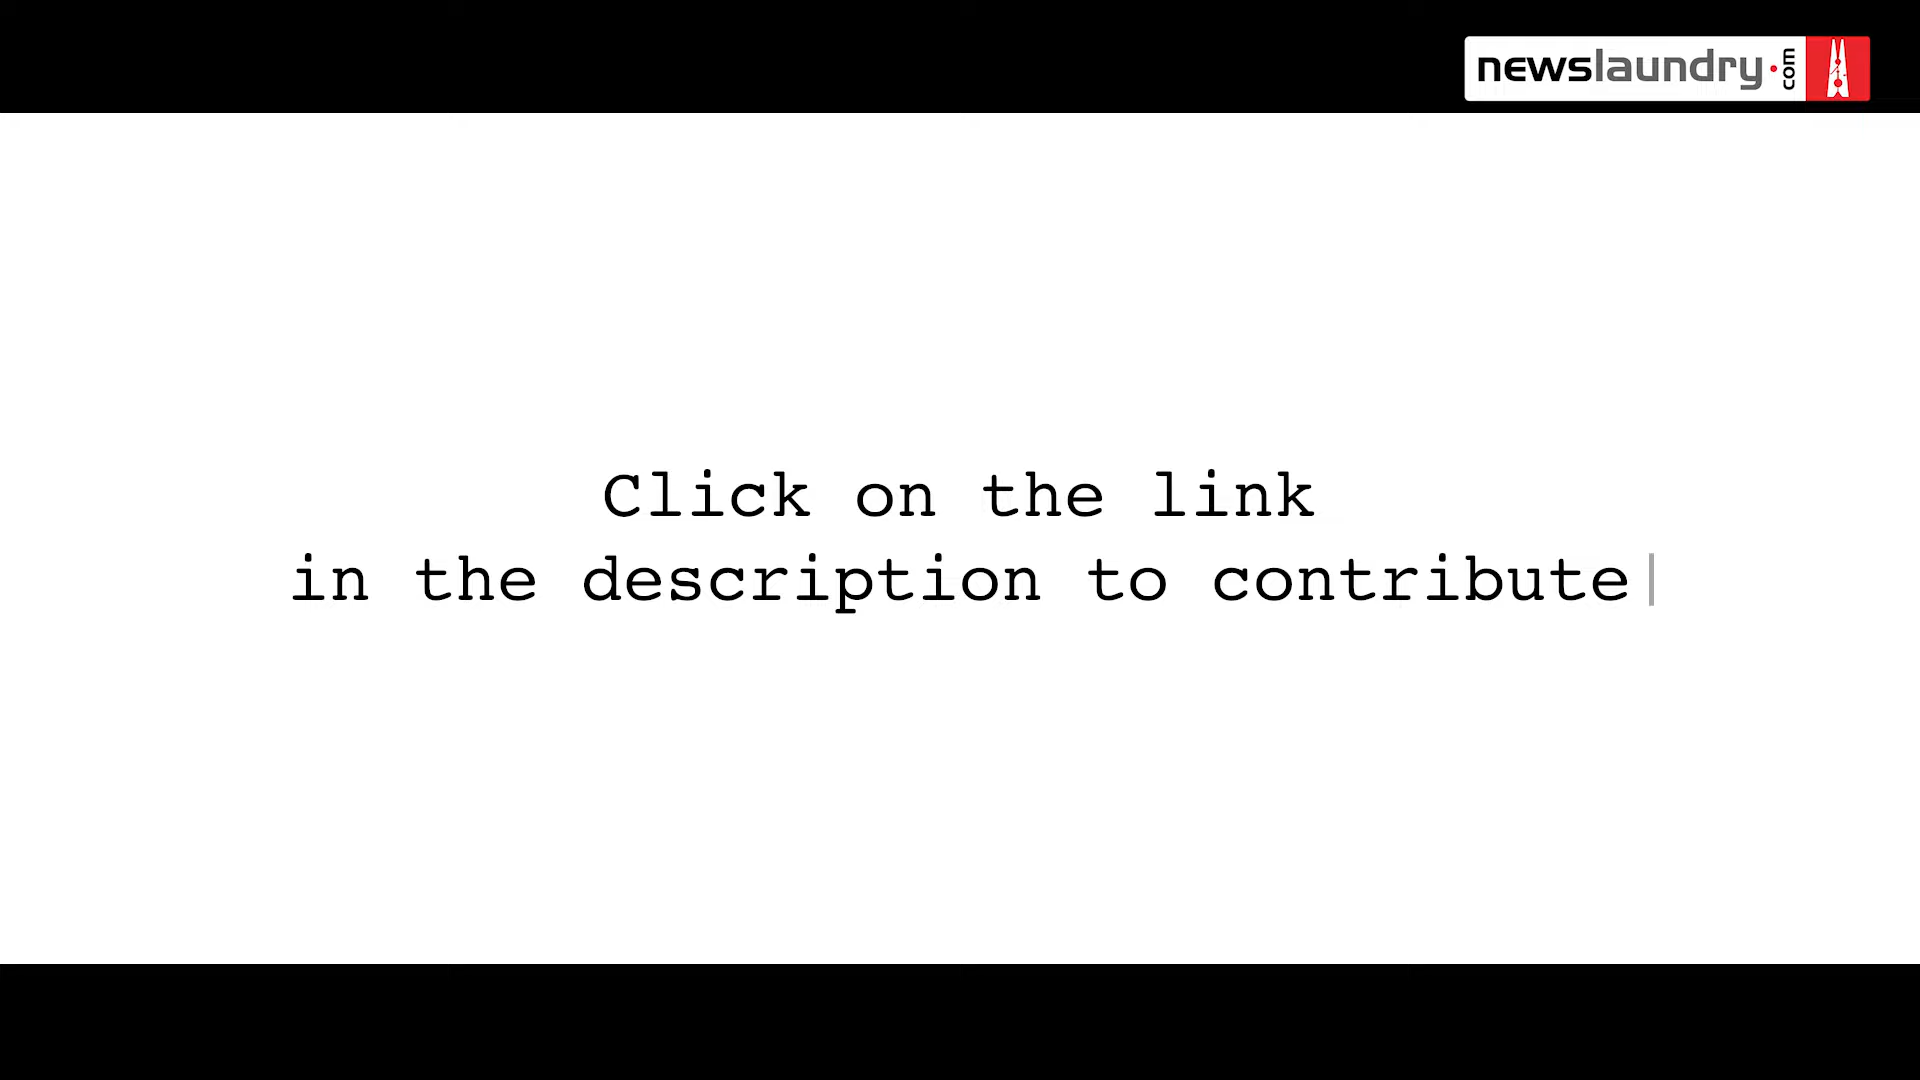 newslaundry.com
Click on the link
in the description to contribute